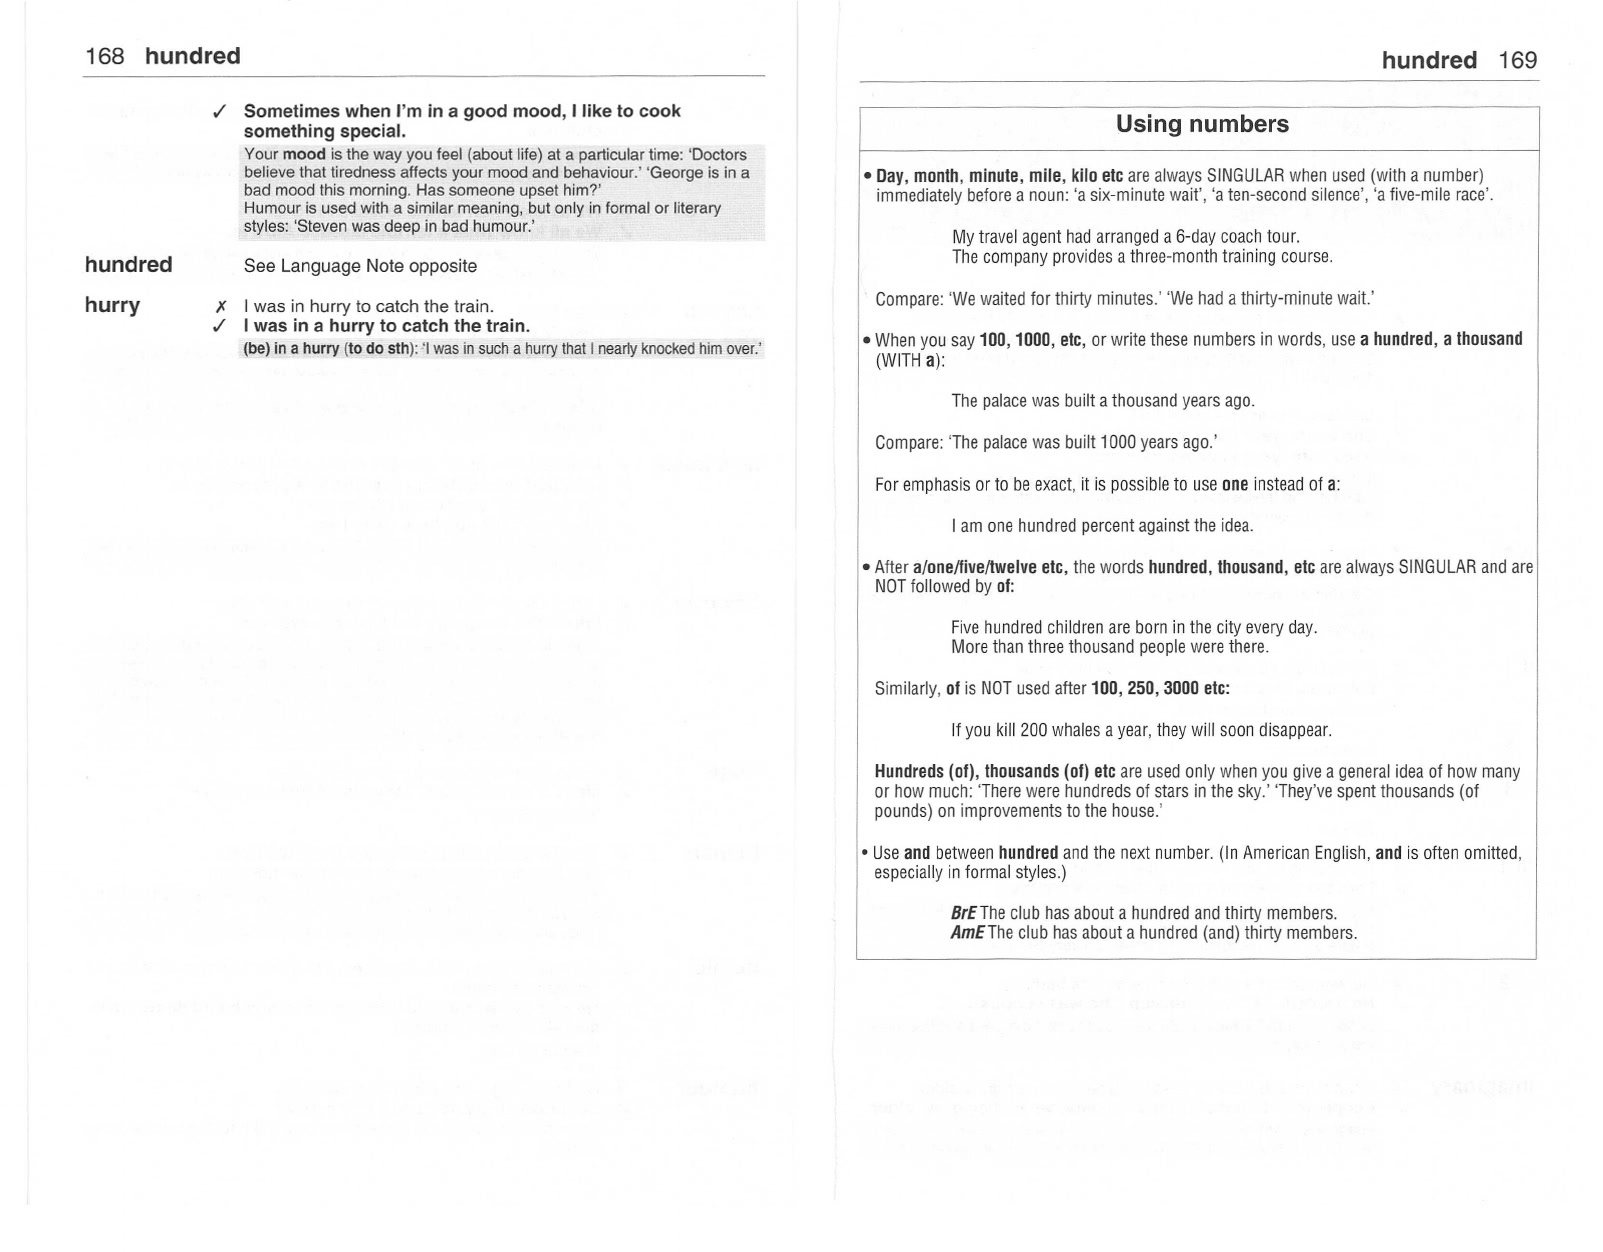 168 hundred
✓ Sometimes when I'm in a good mood, I like to cook
something special.
Your mood is the way you feel (about life) at a particular time: 'Doctors
believe that tiredness affects your mood and behaviour.' 'George is in a
bad mood this morning. Has someone upset him?'
Humour is used with a similar meaning, but only in formal or literary
styles: 'Steven was deep in bad humour.'
hundred See Language Note opposite
hurry ✗ I was in hurry to catch the train.
✓ I was in a hurry to catch the train.
(be) in a hurry (to do sth): 'I was in such a hurry that I nearly knocked him over.'
hundred 169
Using numbers
• Day, month, minute, mile, kilo etc are always SINGULAR when used (with a number)
immediately before a noun: 'a six-minute wait', 'a ten-second silence', 'a five-mile race'.
My travel agent had arranged a 6-day coach tour.
The company provides a three-month training course.
Compare: 'We waited for thirty minutes.' 'We had a thirty-minute wait.'
• When you say 100, 1000, etc, or write these numbers in words, use a hundred, a thousand
(WITH a):
The palace was built a thousand years ago.
Compare: 'The palace was built 1000 years ago.'
For emphasis or to be exact, it is possible to use one instead of a:
I am one hundred percent against the idea.
• After a/one/five/twelve etc, the words hundred, thousand, etc are always SINGULAR and are
NOT followed by of:
Five hundred children are born in the city every day.
More than three thousand people were there.
Similarly, of is NOT used after 100, 250, 3000 etc:
If you kill 200 whales a year, they will soon disappear.
Hundreds (of), thousands (of) etc are used only when you give a general idea of how many
or how much: 'There were hundreds of stars in the sky.' 'They've spent thousands (of
pounds) on improvements to the house.'
• Use and between hundred and the next number. (In American English, and is often omitted,
especially in formal styles.)
BrE The club has about a hundred and thirty members.
AmE The club has about a hundred (and) thirty members.